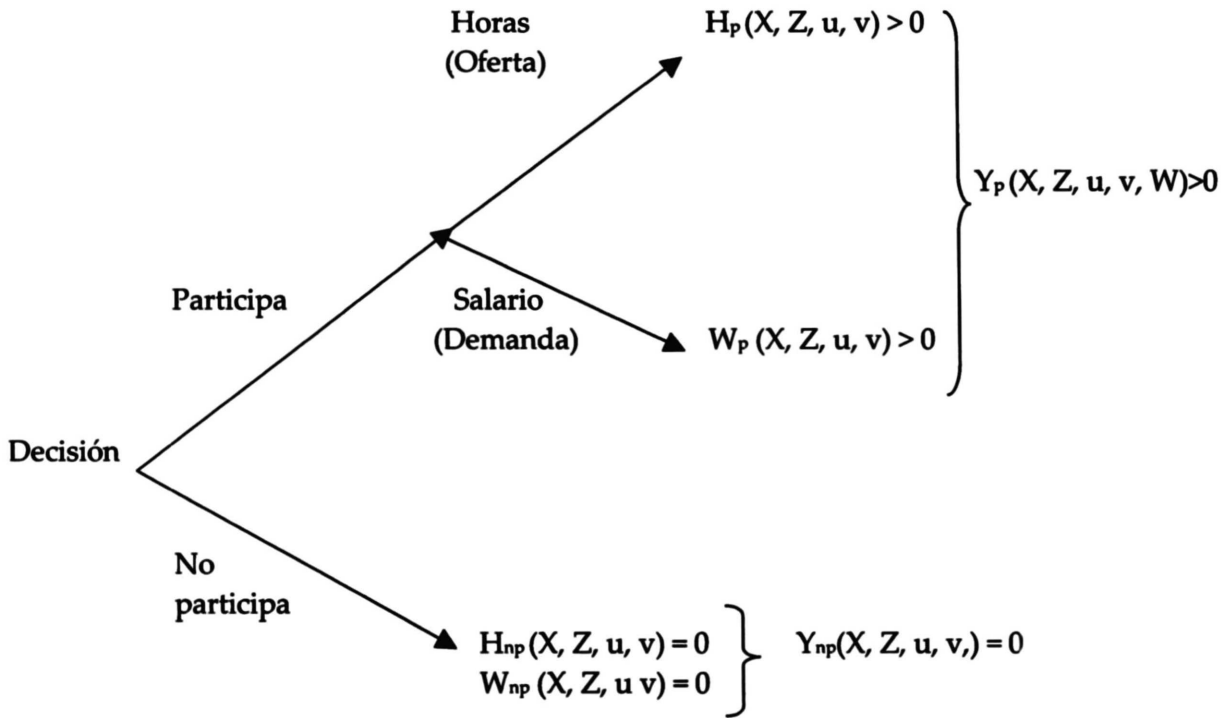 Horas
(Oferta)
Hp (X, Z, u, v) > 0
Yp (X, Z, u, v, W)>0
Participa
Salario
(Demanda)
Wp (X, Z, u, v) > 0
Decisión
No
participa
Hnp (X, Z, u, v) = 0
Wnp (X, Z, u v) = 0
Ynp(X, Z, u, v,) = 0